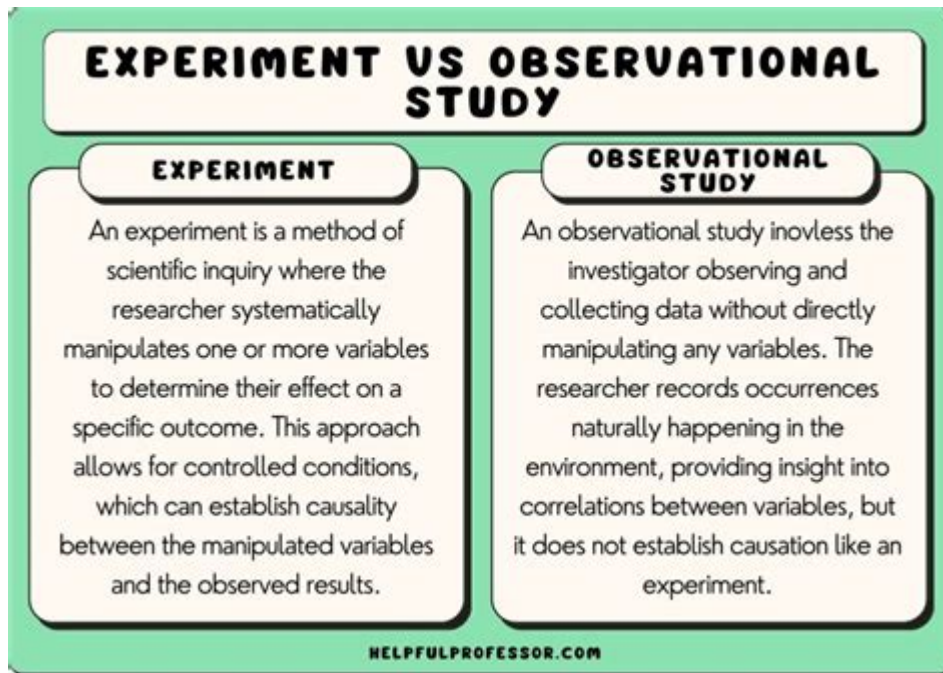 EXPERIMENT VS OBSERVATIONAL
STUDY
EXPERIMENT
An experiment is a method of
scientific inquiry where the
researcher systematically
manipulates one or more variables
to determine their effect on a
specific outcome. This approach
allows for controlled conditions,
which can establish causality
between the manipulated variables
and the observed results.
OBSERVATIONAL
STUDY
An observational study inovless the
investigator observing and
collecting data without directly
manipulating any variables. The
researcher records occurrences
naturally happening in the
environment, providing insight into
correlations between variables, but
it does not establish causation like an
experiment.
HELPFULPROFESSOR.COM